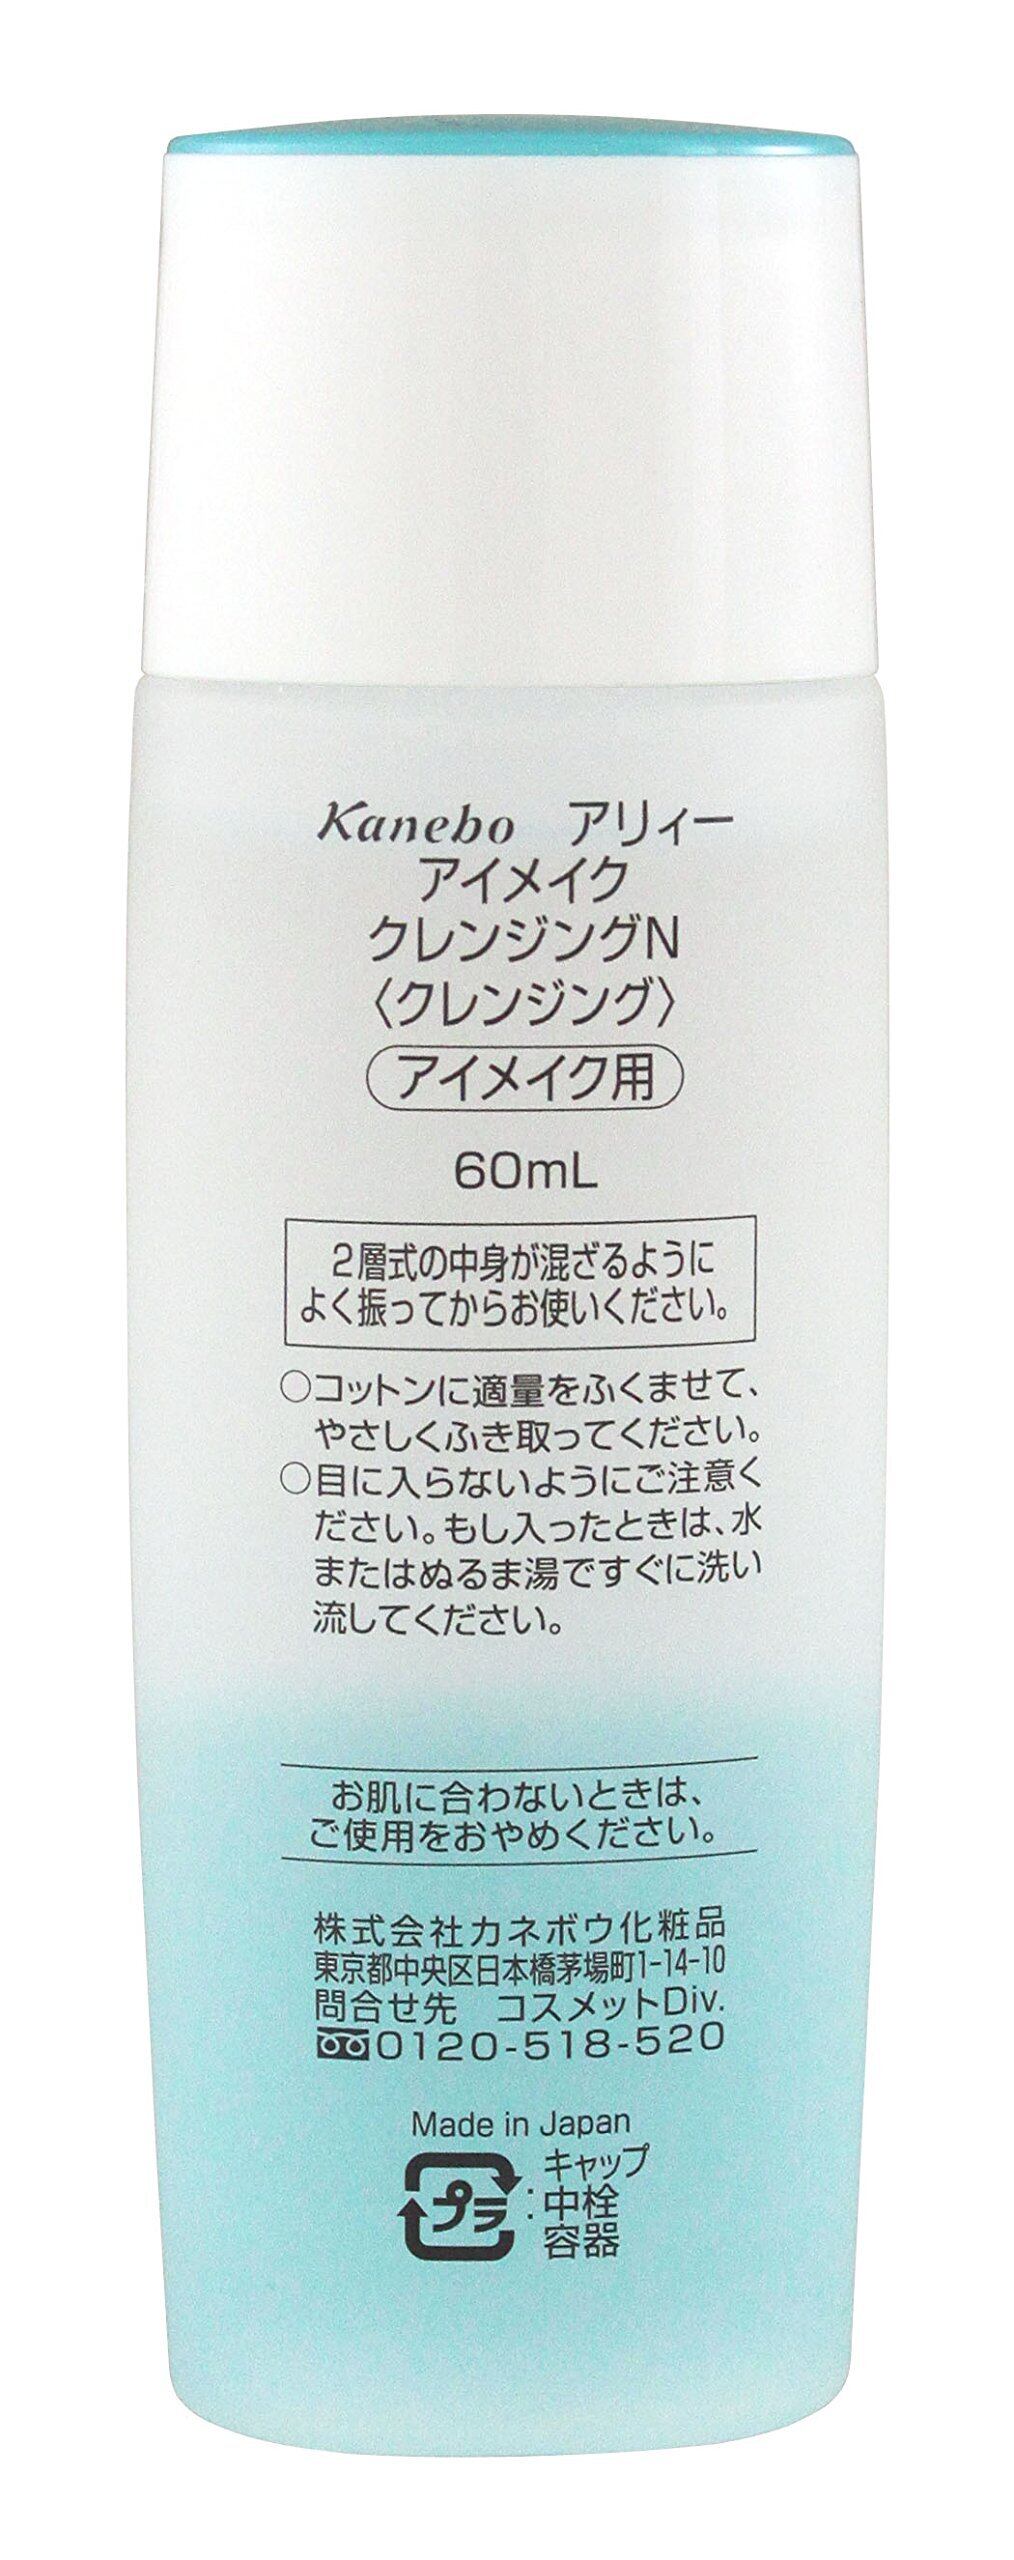 Kanebo アリィー
アイメイク
クレンジングN
〈クレンジング〉
アイメイク用
60mL
2層式の中身が混ざるように
よく振ってからお使いください。
○コットンに適量をふくませて、
やさしくふき取ってください。
○目に入らないようにご注意く
ださい。もし入ったときは、水
またはぬるま湯ですぐに洗い
流してください。
お肌に合わないときは、
ご使用をおやめください。
株式会社カネボウ化粧品
東京都中央区日本橋茅場町1-14-10
問合せ先 コスメットDiv.
0120-518-520
Made in Japan
プラ : キャップ
中栓
容器